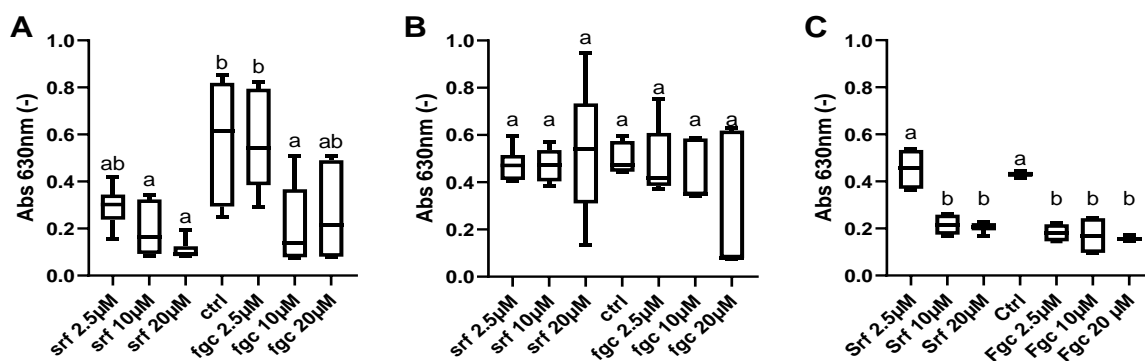 A
Abs 630nm (-)
1.0
0.8
0.6
0.4
0.2
0.0
ab
a
a
b
b
a
ab
srf 2.5µM
srf 10µM
srf 20µM
ctrl
fgc 2.5µM
fgc 10µM
fgc 20µM
B
Abs 630nm (-)
1.0
0.8
0.6
0.4
0.2
0.0
a
a
a
a
a
a
a
srf 2.5µM
srf 10µM
srf 20µM
ctrl
fgc 2.5µM
fgc 10µM
fgc 20µM
C
Abs 630nm (-)
1.0
0.8
0.6
0.4
0.2
0.0
a
b
b
a
b
b
b
Srf 2.5µM
Srf 10µM
Srf 20µM
Ctrl
Fgc 2.5µM
Fgc 10µM
Fgc 20 µM